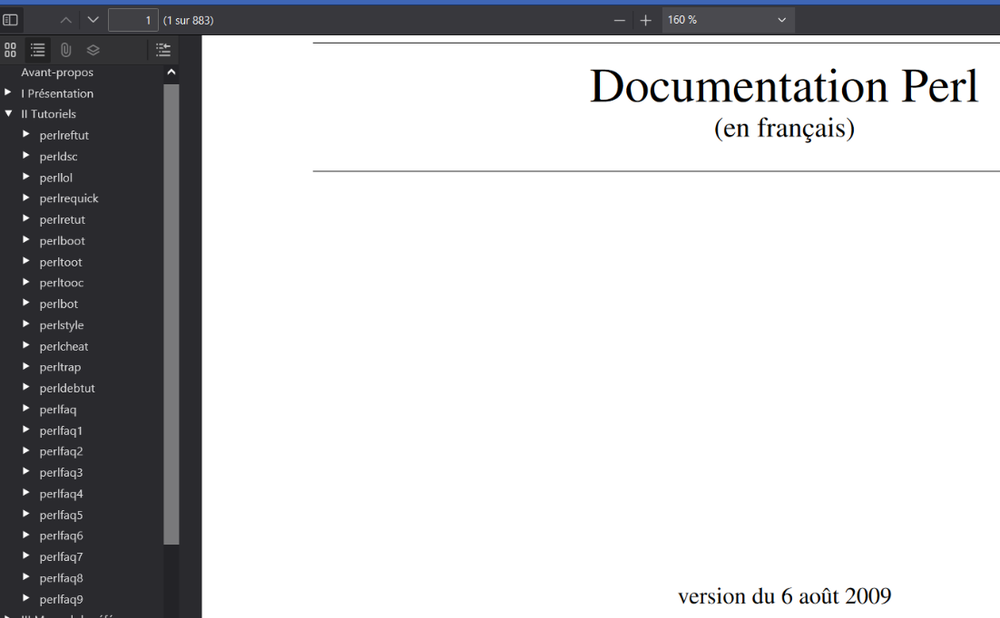 1 (1 sur 883)
160 %
Avant-propos
I Présentation
II Tutoriels
perlreftut
perldsc
perllol
perlrequick
perlretut
perlboot
perltoot
perltooc
perlbot
perlstyle
perlcheat
perltrap
perldebtut
perlfaq
perlfaq1
perlfaq2
perlfaq3
perlfaq4
perlfaq5
perlfaq6
perlfaq7
perlfaq8
perlfaq9
Documentation Perl
(en français)
version du 6 août 2009